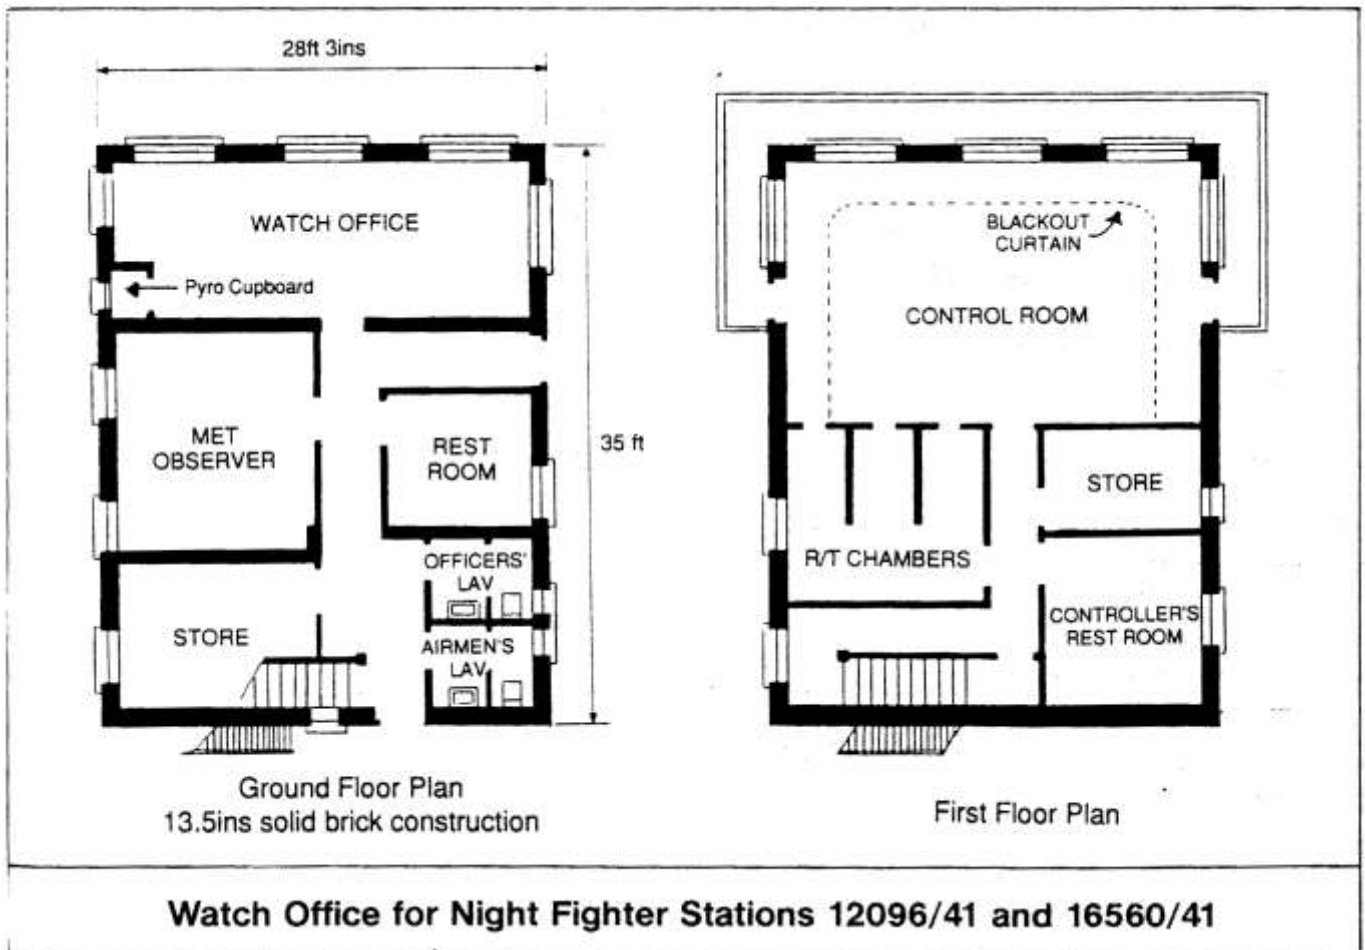 28ft 3ins
WATCH OFFICE
Pyro Cupboard
MET
OBSERVER
REST
ROOM
35 ft
OFFICERS'
LAV
STORE
AIRMEN'S
LAV
Ground Floor Plan
13.5ins solid brick construction
BLACKOUT
CURTAIN
CONTROL ROOM
STORE
R/T CHAMBERS
CONTROLLER'S
REST ROOM
First Floor Plan
Watch Office for Night Fighter Stations 12096/41 and 16560/41